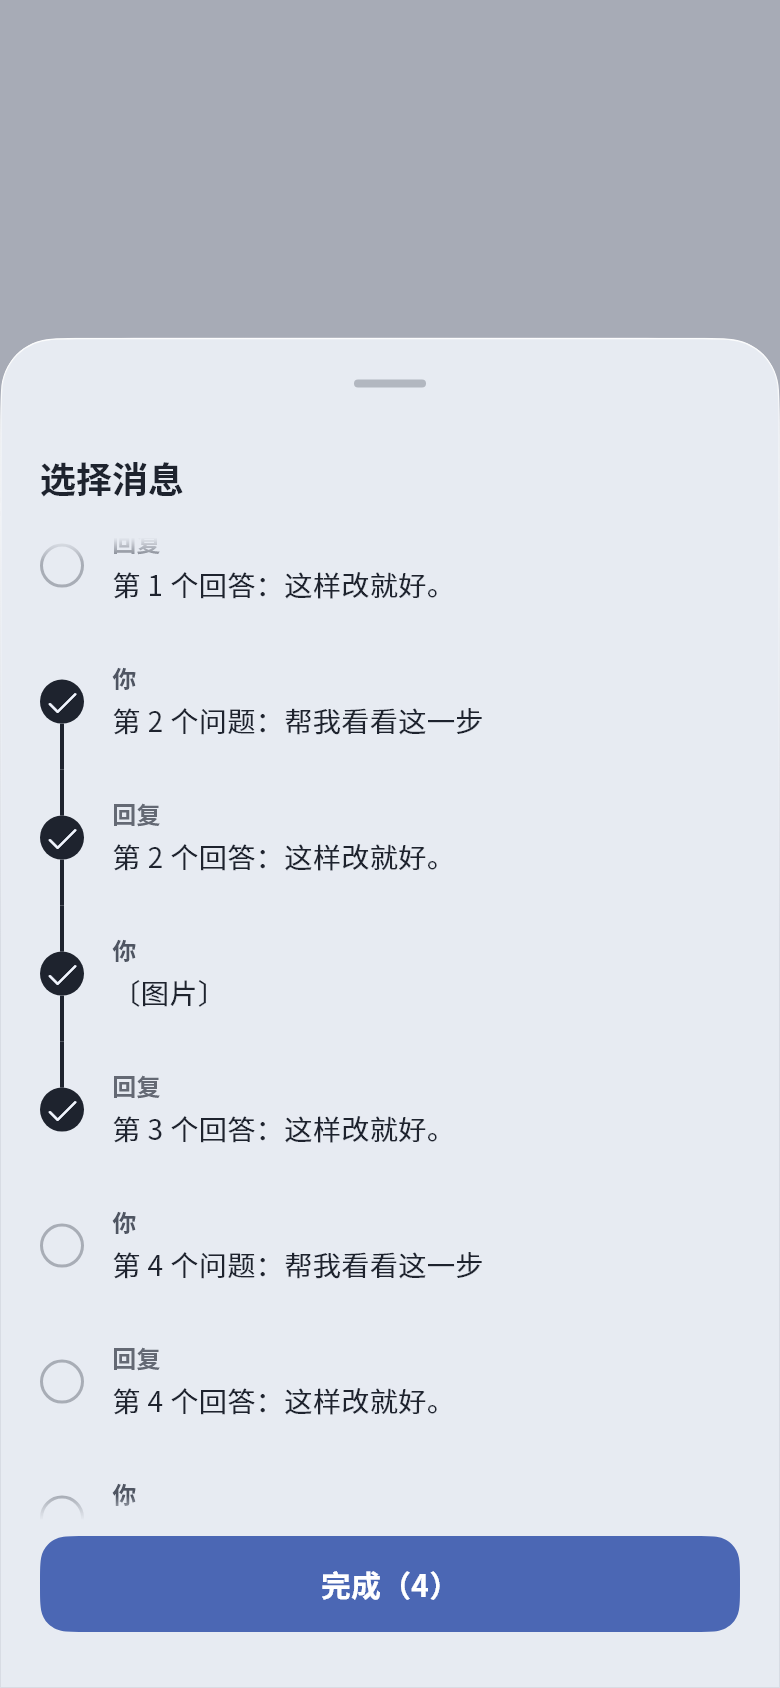 选择消息
回复
第 1 个回答：这样改就好。
你
第 2 个问题：帮我看看这一步
回复
第 2 个回答：这样改就好。
你
〔图片〕
回复
第 3 个回答：这样改就好。
你
第 4 个问题：帮我看看这一步
回复
第 4 个回答：这样改就好。
你
完成（4）